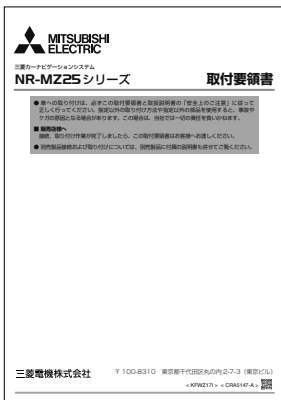 MITSUBISHI
ELECTRIC
三菱カーナビゲーションシステム
NR-MZ25シリーズ 取付要領書
● 車への取り付けは、必ずこの取付要領書と取扱説明書の「安全上のご注意」に従って
正しく行ってください。指定以外の取り付け方法や指定以外の部品を使用すると、事故や
ケガの原因となる場合があります。この場合は、当社では一切の責任を負いかねます。
■ 販売店様へ
接続、取り付け作業が完了しましたら、この取付要領書はお客様へお渡しください。
● 別売製品接続および取り付けについては、別売製品に付属の説明書も併せてご覧ください。
三菱電機株式会社 〒100-8310 東京都千代田区丸の内2-7-3（東京ビル）
< KFWZ17I > < CRA5147-A >